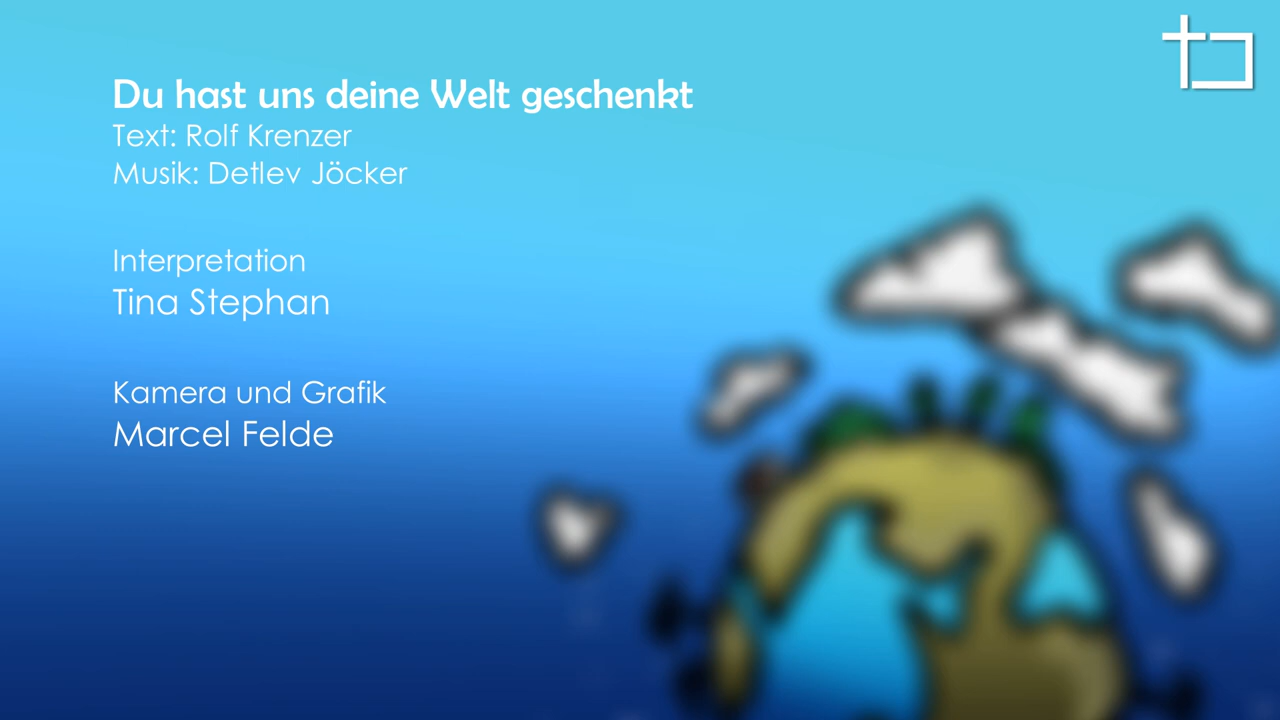 Du hast uns deine Welt geschenkt
Text: Rolf Krenzer
Musik: Detlev Jöcker
Interpretation
Tina Stephan
Kamera und Grafik
Marcel Felde